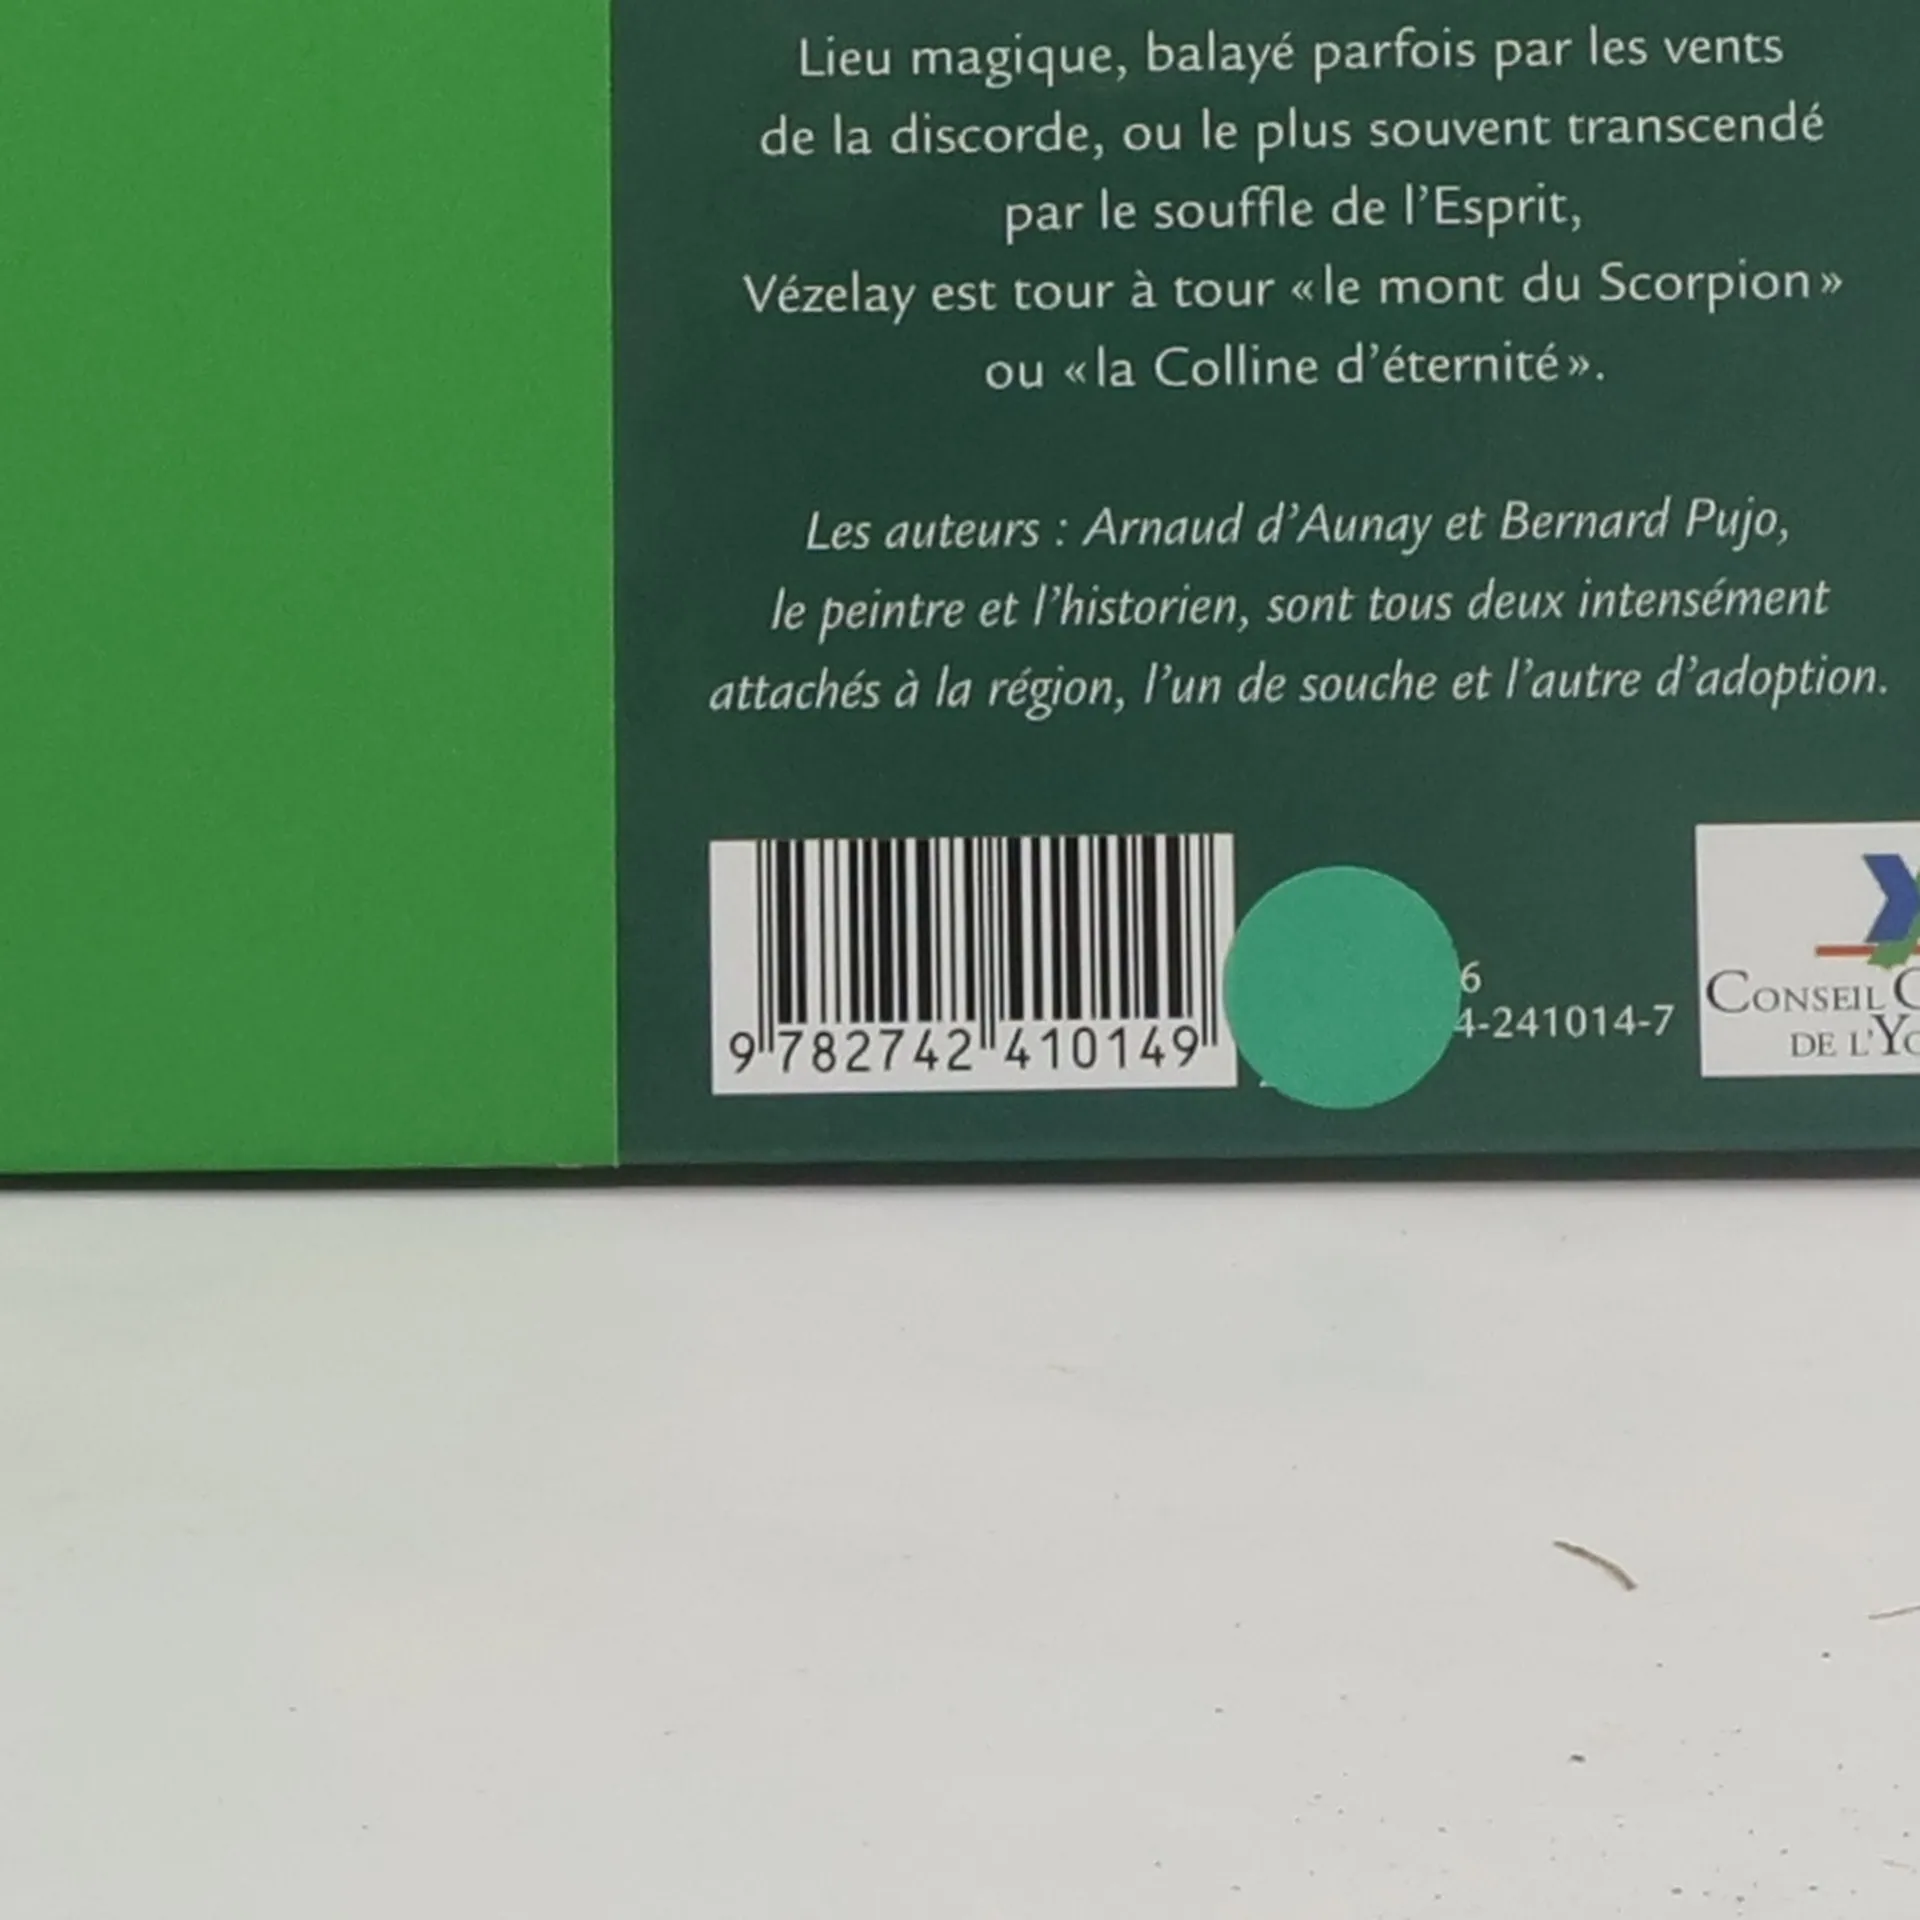 Lieu magique, balayé parfois par les vents
de la discorde, ou le plus souvent transcendé
par le souffle de l'Esprit,
Vézelay est tour à tour «le mont du Scorpion»
ou «la Colline d'éternité».
Les auteurs : Arnaud d'Aunay et Bernard Pujo,
le peintre et l'historien, sont tous deux intensément
attachés à la région, l'un de souche et l'autre d'adoption.
9 782742 410149
6
4-241014-7
CONSEIL
DE L'